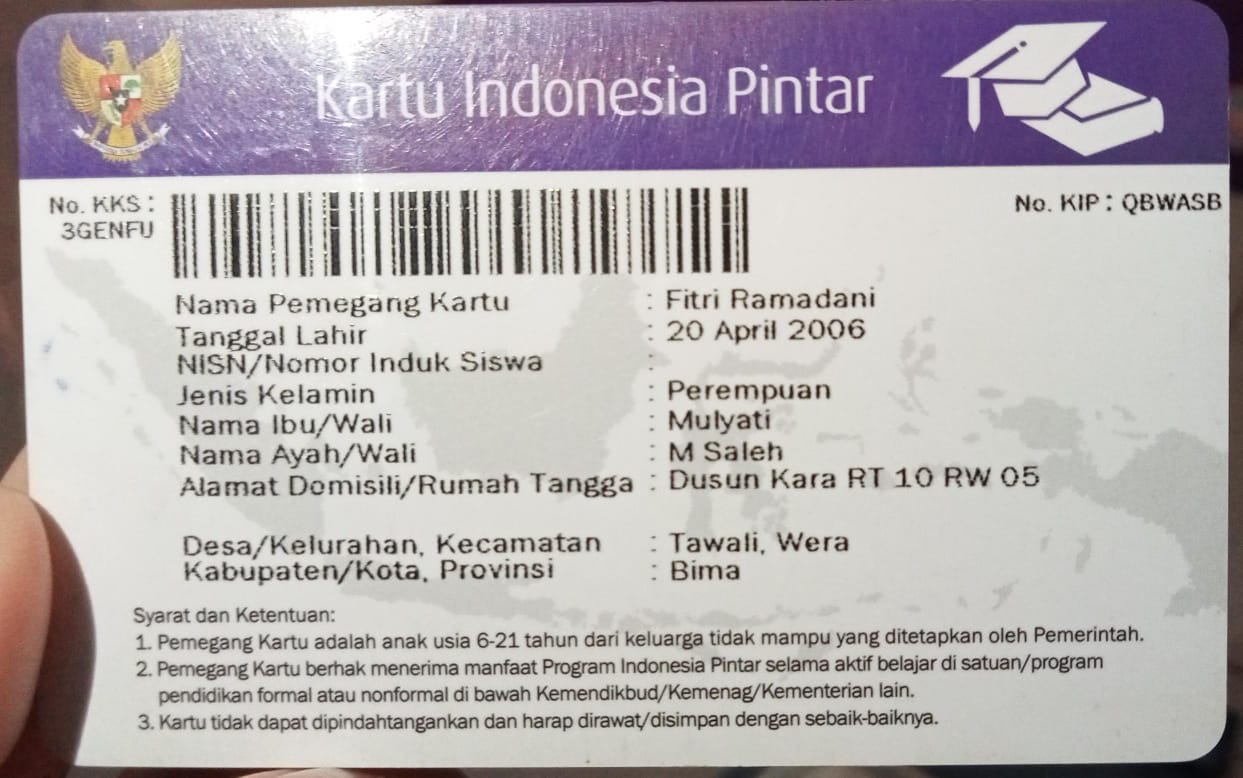 Kartu Indonesia Pintar
No. KKS :
3GENFU
No. KIP : QBWASB
Nama Pemegang Kartu : Fitri Ramadani
Tanggal Lahir : 20 April 2006
NISN/Nomor Induk Siswa :
Jenis Kelamin : Perempuan
Nama Ibu/Wali : Mulyati
Nama Ayah/Wali : M Saleh
Alamat Domisili/Rumah Tangga : Dusun Kara RT 10 RW 05
Desa/Kelurahan, Kecamatan : Tawali, Wera
Kabupaten/Kota, Provinsi : Bima
Syarat dan Ketentuan:
1. Pemegang Kartu adalah anak usia 6-21 tahun dari keluarga tidak mampu yang ditetapkan oleh Pemerintah.
2. Pemegang Kartu berhak menerima manfaat Program Indonesia Pintar selama aktif belajar di satuan/program
pendidikan formal atau nonformal di bawah Kemendikbud/Kemenag/Kementerian lain.
3. Kartu tidak dapat dipindahtangankan dan harap dirawat/disimpan dengan sebaik-baiknya.